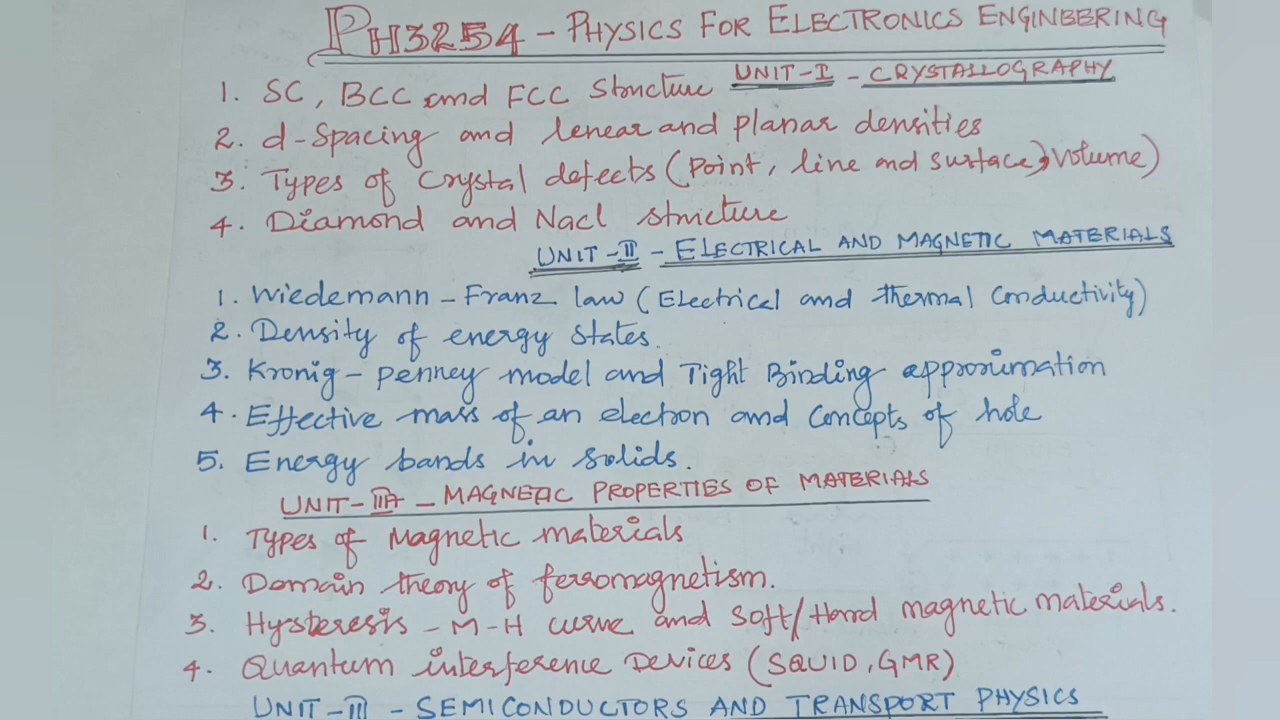 PH3254 - PHYSICS FOR ELECTRONICS ENGINEERING
UNIT-I - CRYSTALLOGRAPHY
1. SC, BCC and FCC Structure
2. d-Spacing and lenear and planar densities
3. Types of Crystal defects (Point, line and surface, Volume)
4. Diamond and Nacl stricture
UNIT-II - ELECTRICAL AND MAGNETIC MATERIALS
1. Wiedemann-Franz law (Electrical and thermal Conductivity)
2. Density of energy states.
3. Kronig-penney model and Tight Binding approximation
4. Effective mass of an electron and Concepts of hole
5. Energy bands in Solids.
UNIT-IIA - MAGNETIC PROPERTIES OF MATERIALS
1. Types of Magnetic materials
2. Domain theory of ferromagnetism.
3. Hysteresis - M-H curve and Soft/Hard magnetic materials.
4. Quantum interference Devices (SQUID, GMR)
UNIT-III - SEMICONDUCTORS AND TRANSPORT PHYSICS